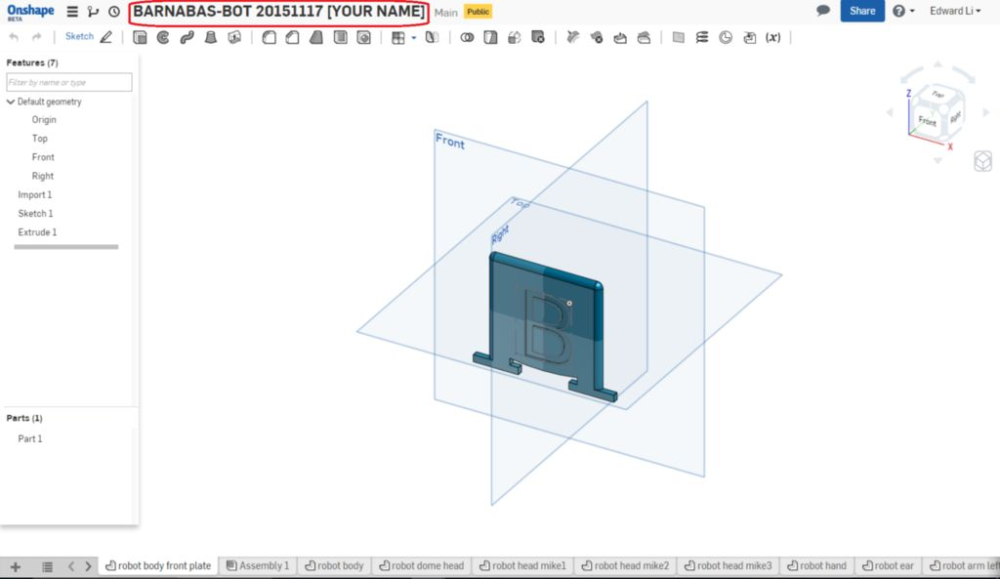 Onshape
BETA
BARNABAS-BOT 20151117 [YOUR NAME] Main Public Share Edward Li
Sketch (x)
Features (7)
Filter by name or type
Default geometry
Origin
Top
Front
Right
Import 1
Sketch 1
Extrude 1
Parts (1)
Part 1
Front
Top
Right
B
Z
Top
Front
Right
X
robot body front plate Assembly 1 robot body robot dome head robot head mike1 robot head mike2 robot head mike3 robot hand robot ear robot arm left